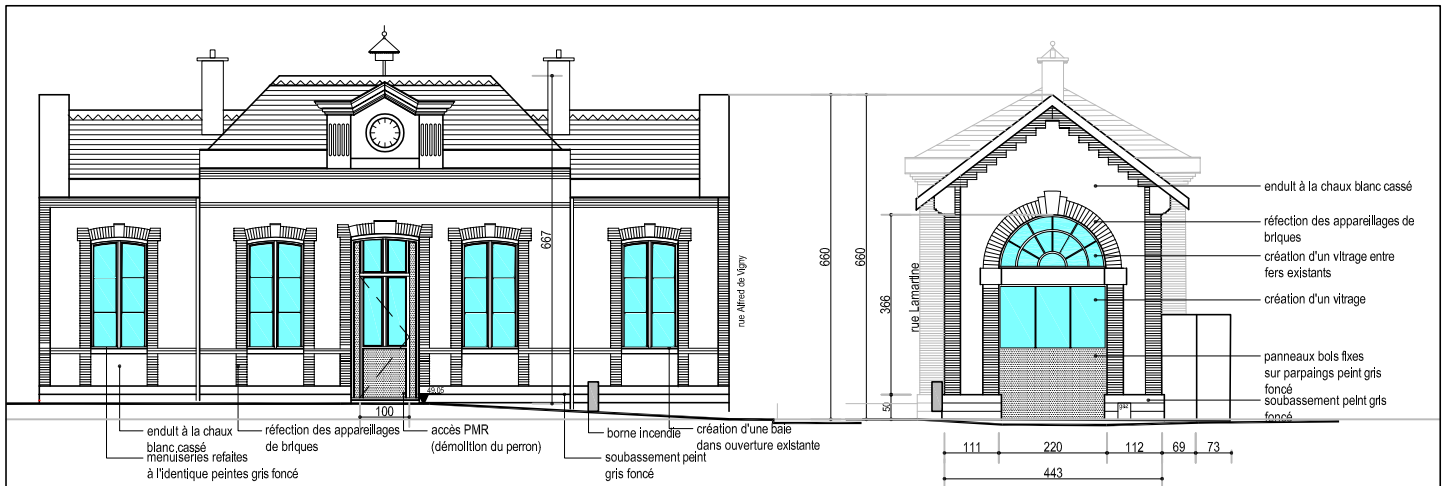 667
100
49.05
enduit à la chaux
blanc cassé
menuiseries refaites
à l'identique peintes gris foncé
réfection des appareillages
de briques
accès PMR
(démolition du perron)
borne incendie
soubassement peint
gris foncé
création d'une baie
dans ouverture existante
rue Alfred de Vigny
660
660
366
50
rue Lamartine
enduit à la chaux blanc cassé
réfection des appareillages de
briques
création d'un vitrage entre
fers existants
création d'un vitrage
panneaux bois fixes
sur parpaings peint gris
foncé
soubassement peint gris
foncé
gaz
111
220
112
69
73
443